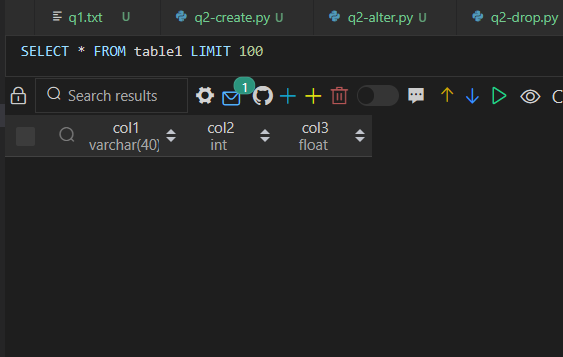 q1.txt U q2-create.py U q2-alter.py U q2-drop.py
SELECT * FROM table1 LIMIT 100
Search results 1
col1 col2 col3
varchar(40) int float